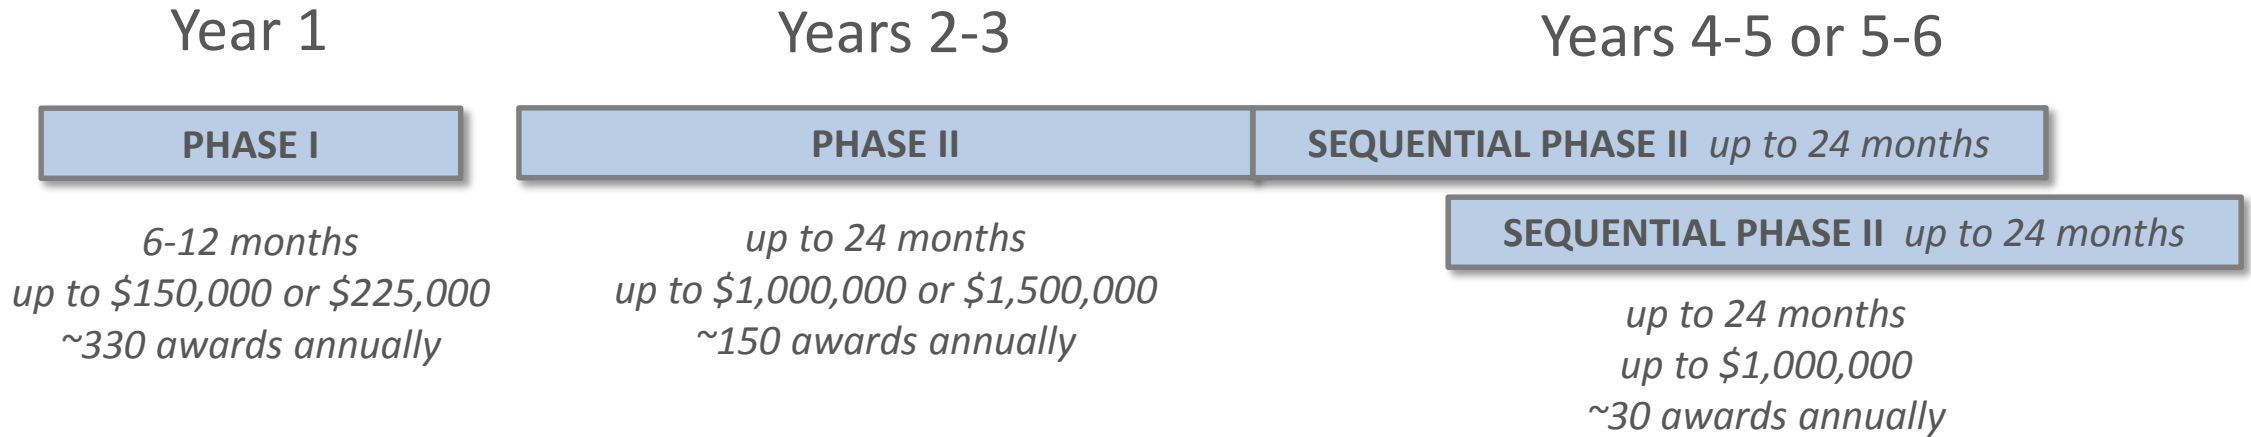 Year 1
Years 2-3
Years 4-5 or 5-6
PHASE I
PHASE II
SEQUENTIAL PHASE II up to 24 months
SEQUENTIAL PHASE II up to 24 months
6-12 months
up to $150,000 or $225,000
~330 awards annually
up to 24 months
up to $1,000,000 or $1,500,000
~150 awards annually
up to 24 months
up to $1,000,000
~30 awards annually